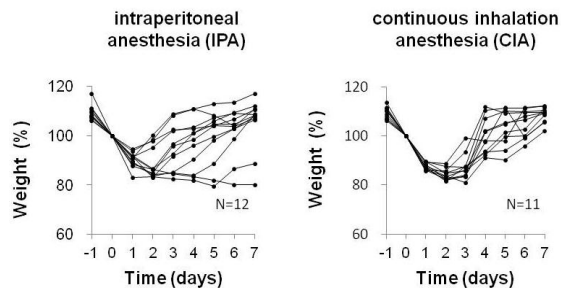 intraperitoneal
anesthesia (IPA)
120
100
80
60
Weight (%)
N=12
-1 0 1 2 3 4 5 6 7
Time (days)
continuous inhalation
anesthesia (CIA)
120
100
80
60
Weight (%)
N=11
-1 0 1 2 3 4 5 6 7
Time (days)